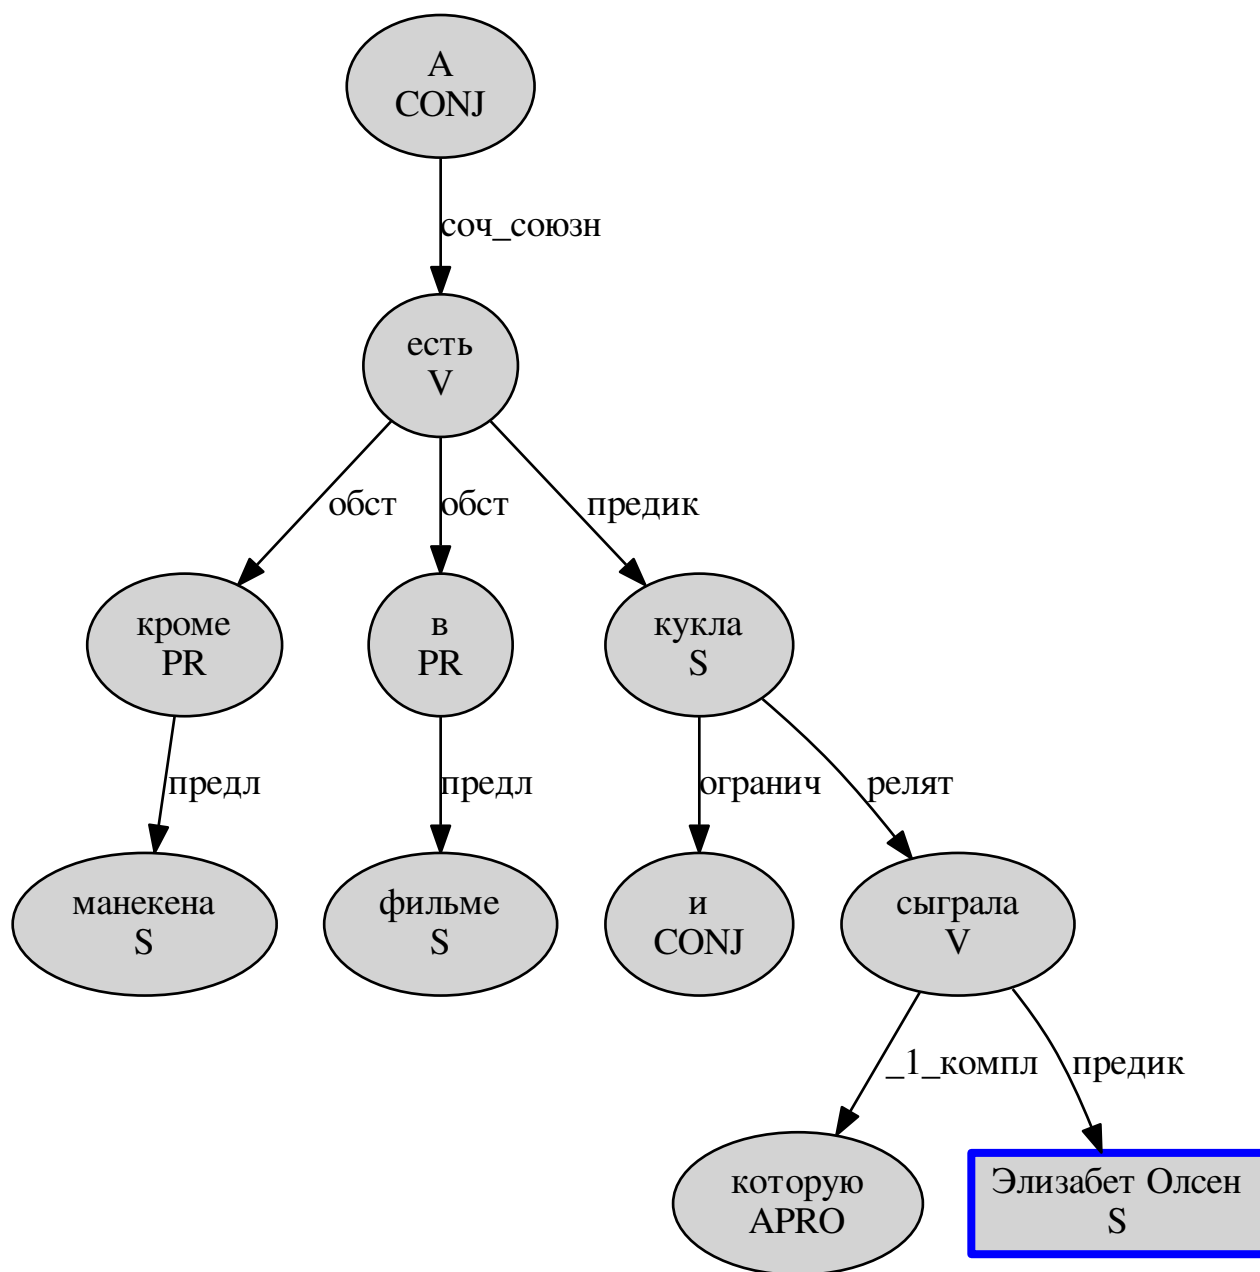 А
CONJ
соч_союзн
есть
V
обст
обст
предик
кроме
PR
в
PR
кукла
S
предл
предл
огранич
релят
манекена
S
фильме
S
и
CONJ
сыграла
V
_1_компл
предик
которую
APRO
Элизабет Олсен
S